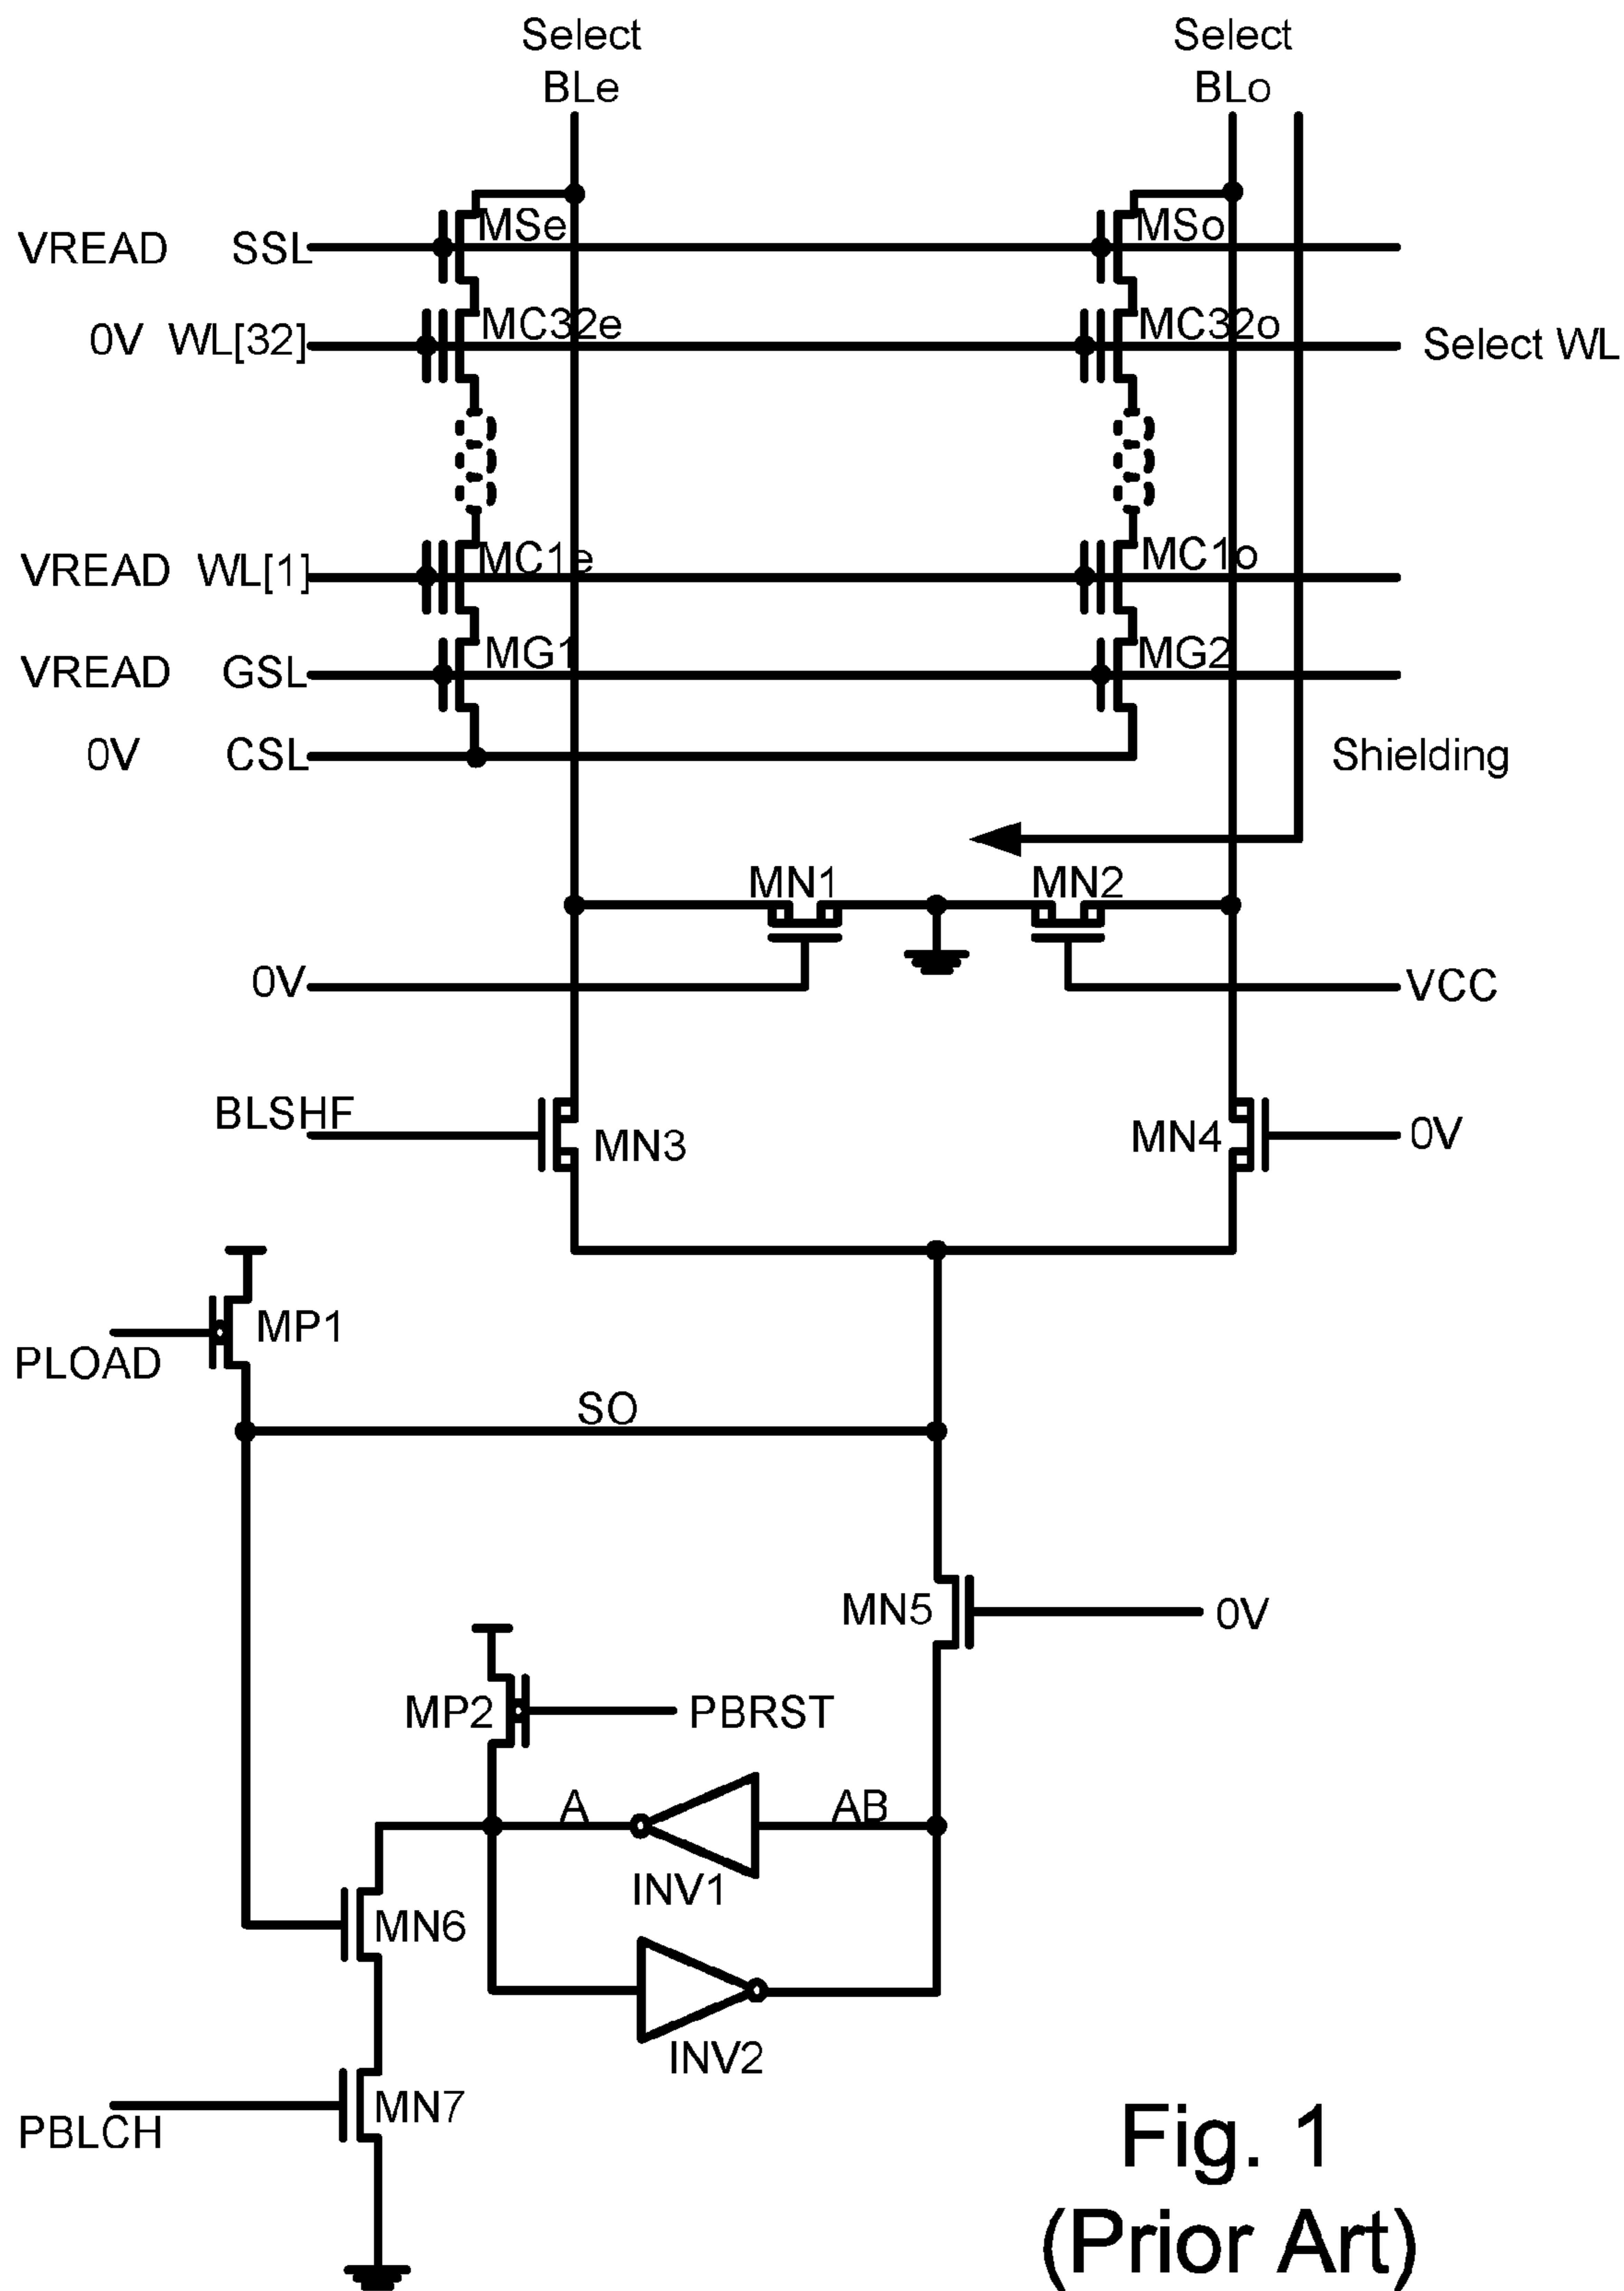 Select
BLe
Select
BLo
VREAD SSL MSe MSo
0V WL[32] MC32e MC32o Select WL
VREAD WL[1] MC1e MC1o
VREAD GSL MG1 MG2
0V CSL Shielding
MN1 MN2
0V VCC
BLSHF MN3 MN4 0V
MP1
PLOAD
SO
MN5 0V
MP2 PBRST
A AB
INV1
MN6
INV2
MN7
PBLCH
Fig. 1
(Prior Art)